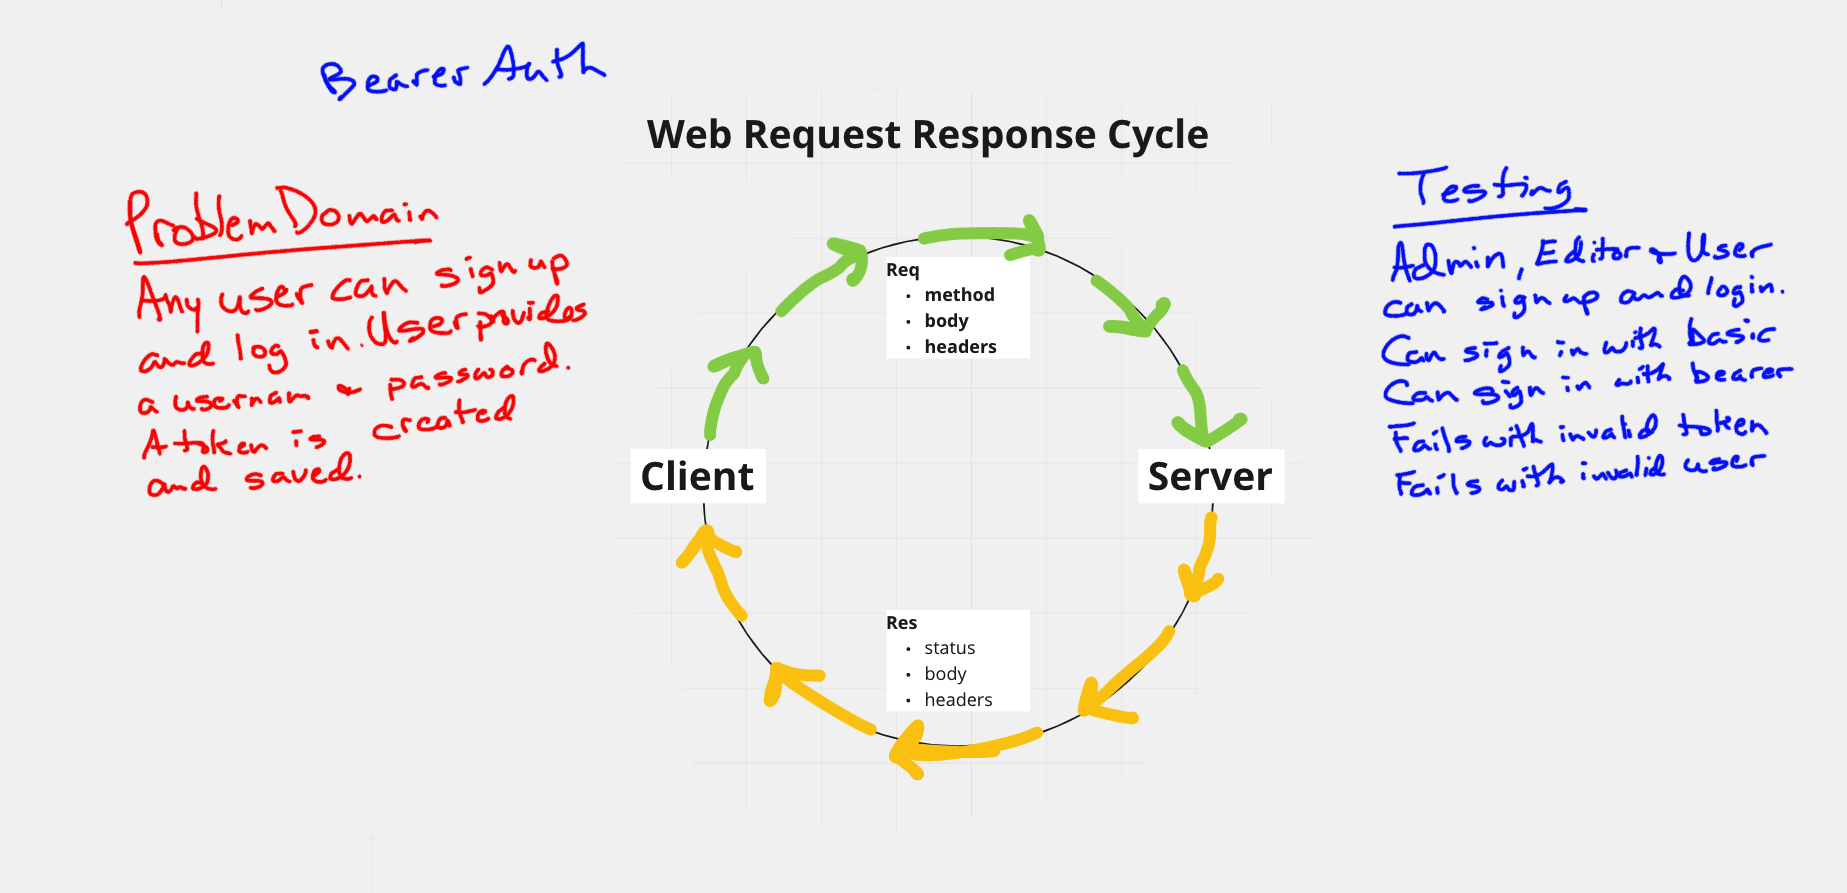 Bearer Auth
Web Request Response Cycle
Problem Domain
Any user can sign up
and log in. User provides
a usernam & password.
A token is created
and saved.
Req
• method
• body
• headers
Client
Server
Res
• status
• body
• headers
Testing
Admin, Editor & User
can sign up and login.
Can sign in with basic
Can sign in with bearer
Fails with invalid token
Fails with invalid user